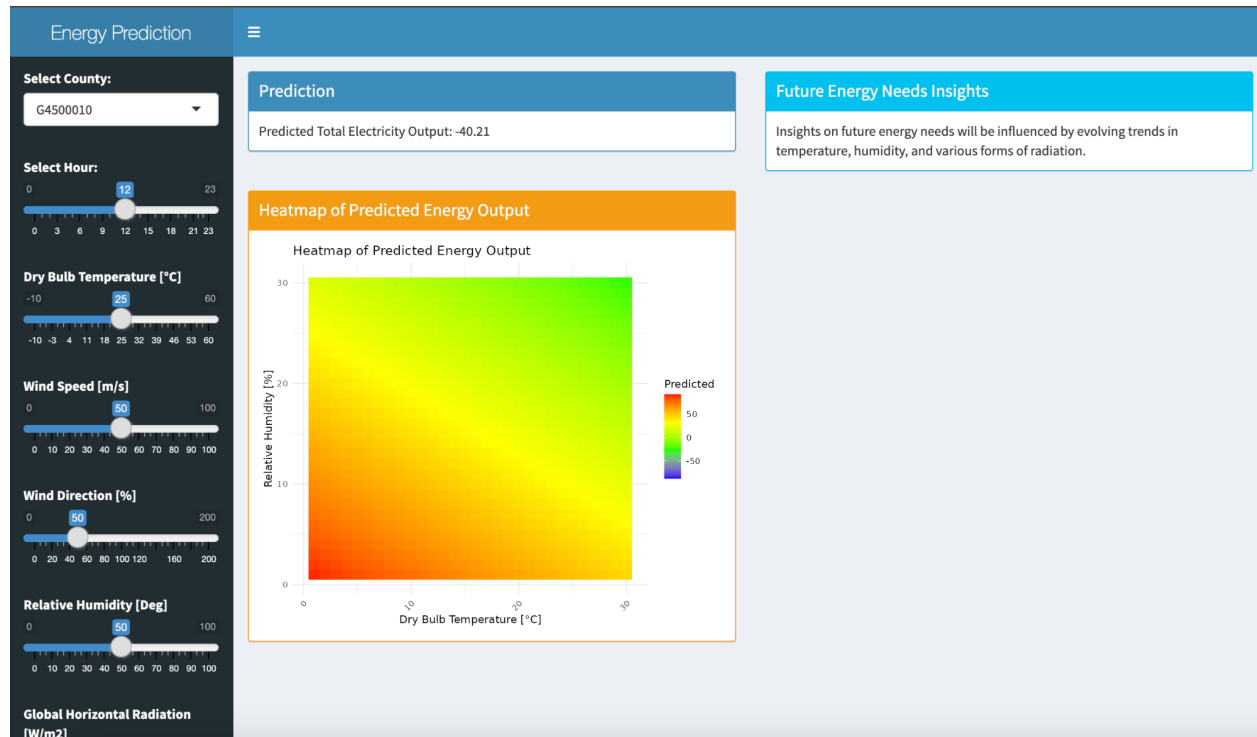 Energy Prediction
Select County:
G4500010
Select Hour:
0 12 23
0 3 6 9 12 15 18 21 23
Dry Bulb Temperature [°C]
-10 25 60
-10 -3 4 11 18 25 32 39 46 53 60
Wind Speed [m/s]
0 50 100
0 10 20 30 40 50 60 70 80 90 100
Wind Direction [%]
0 50 200
0 20 40 60 80 100 120 160 200
Relative Humidity [Deg]
0 50 100
0 10 20 30 40 50 60 70 80 90 100
Global Horizontal Radiation
[W/m2]
Prediction
Predicted Total Electricity Output: -40.21
Heatmap of Predicted Energy Output
Heatmap of Predicted Energy Output
Relative Humidity [%]
30
20
10
0
0 10 20 30
Dry Bulb Temperature [°C]
Predicted
50
0
-50
Future Energy Needs Insights
Insights on future energy needs will be influenced by evolving trends in
temperature, humidity, and various forms of radiation.